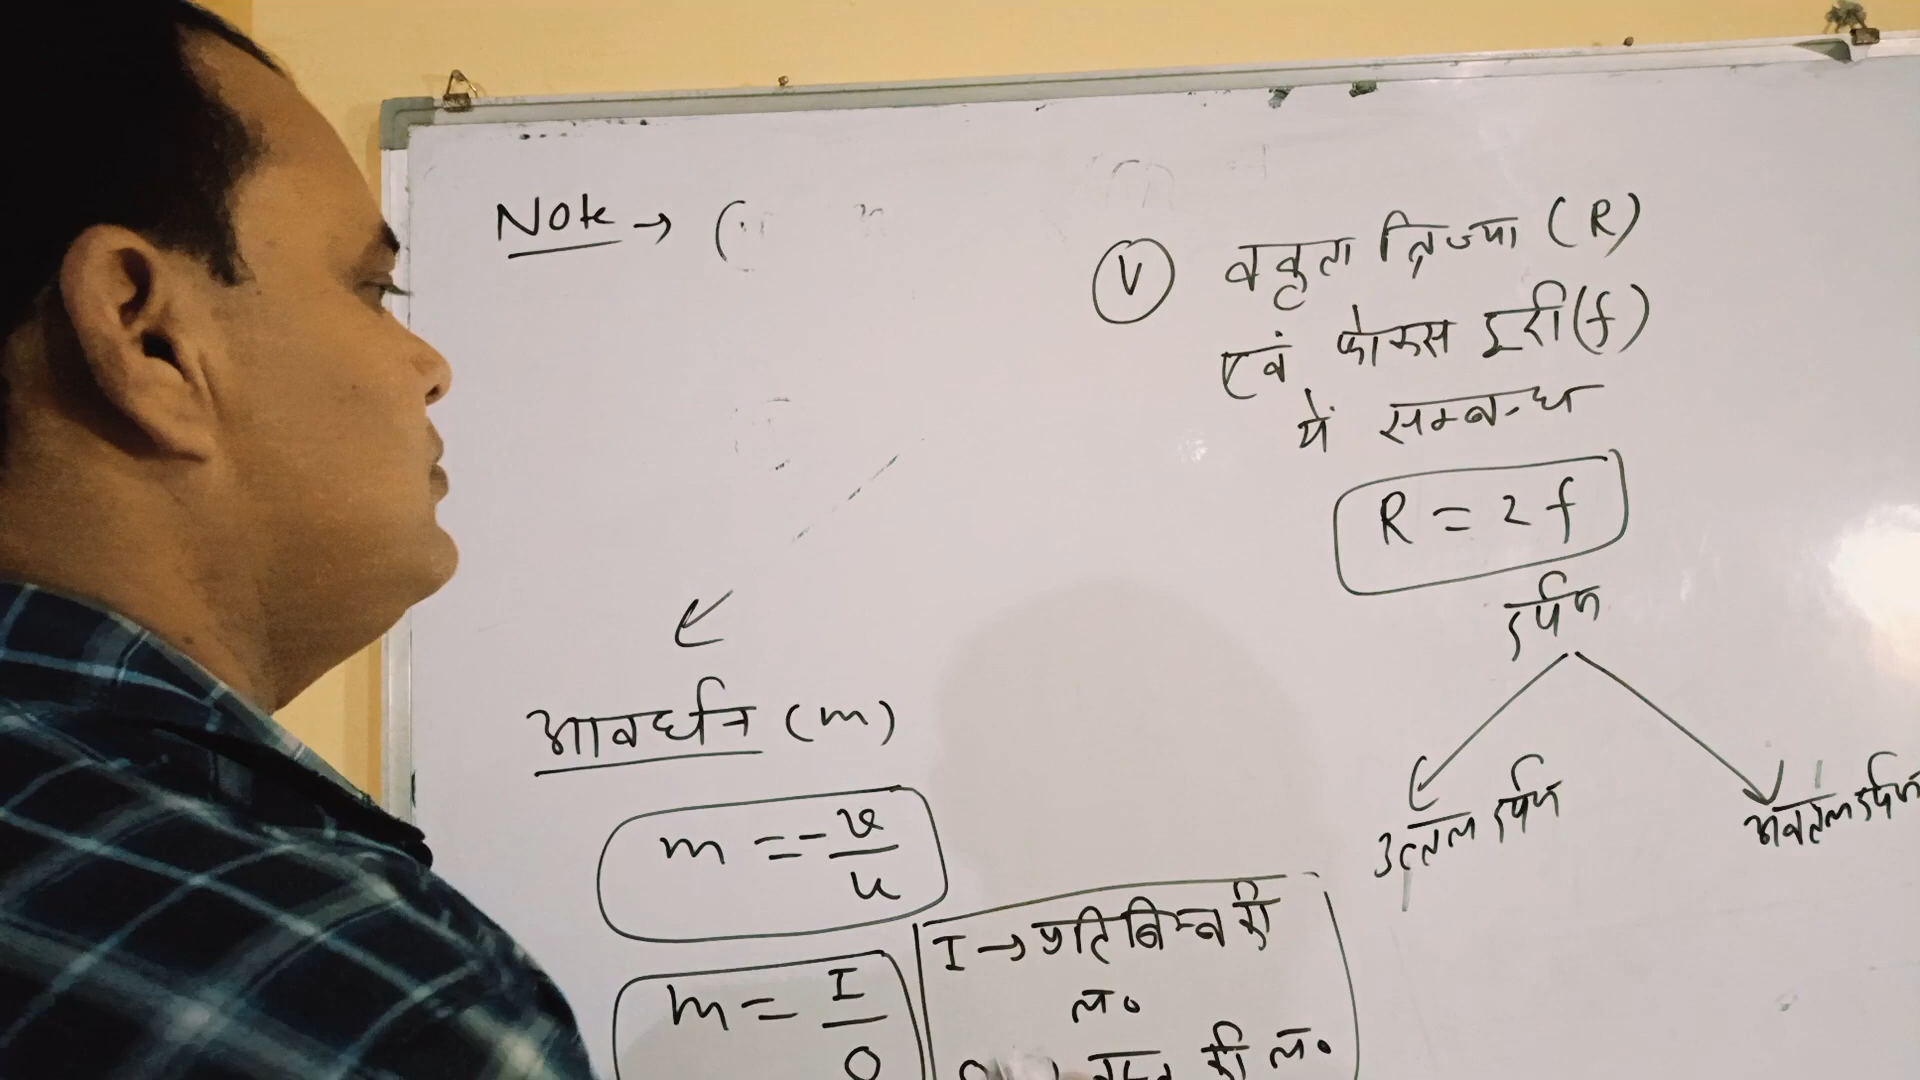 Note → (
आवर्धन (m)
m = - v/u
m = I/O
I → प्रतिबिम्ब की
ल०
की ल०
(V) वक्रता त्रिज्या (R)
एवं फोकस दूरी (f)
में सम्बन्ध
R = 2f
दर्पण
उत्तल दर्पण
अवतल दर्पण